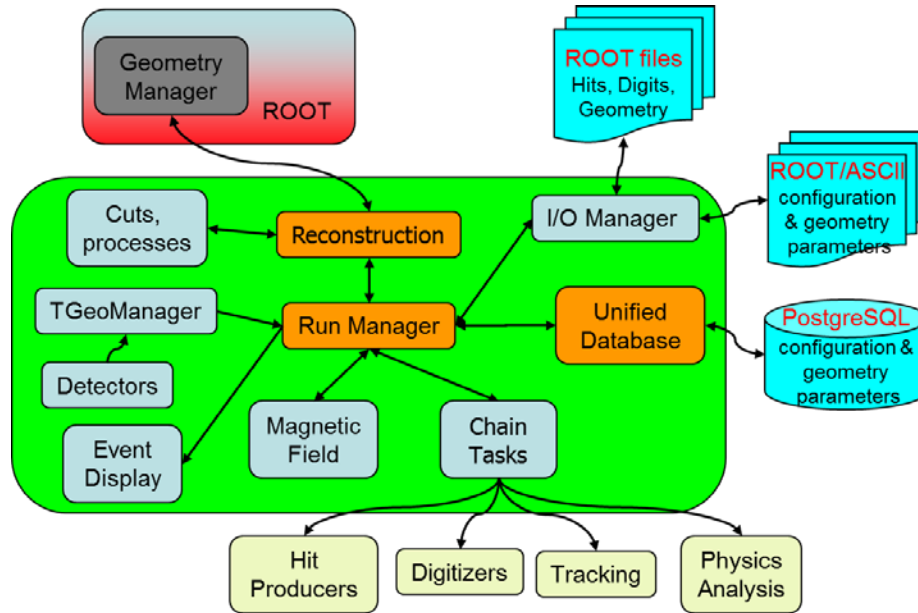 Geometry
Manager
ROOT
ROOT files
Hits, Digits,
Geometry
ROOT/ASCII
configuration
& geometry
parameters
Cuts,
processes
Reconstruction
I/O Manager
TGeoManager
Run Manager
Unified
Database
PostgreSQL
configuration &
geometry
parameters
Detectors
Event
Display
Magnetic
Field
Chain
Tasks
Hit
Producers
Digitizers
Tracking
Physics
Analysis